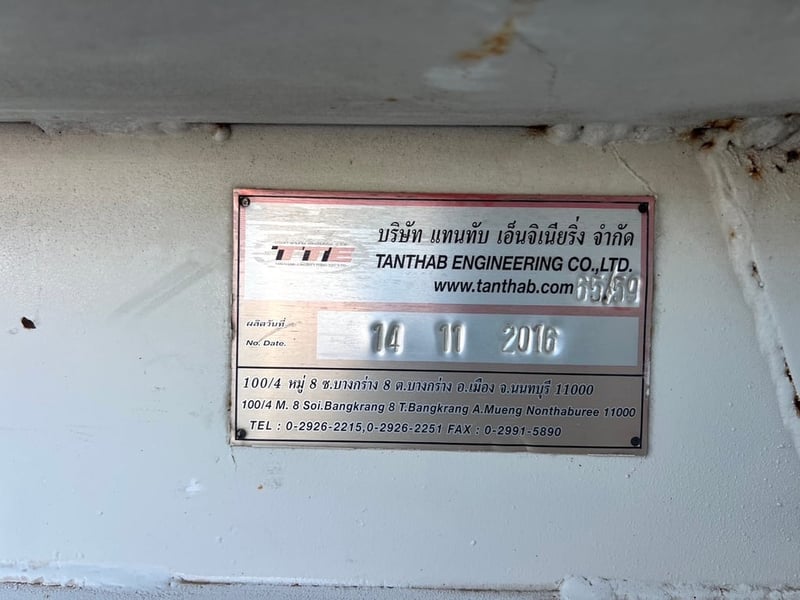 TTE
บริษัท แทนทับ เอ็นจิเนียริ่ง จำกัด
TANTHAB ENGINEERING CO.,LTD.
www.tanthab.com 65/59
ผลิตวันที่
No. Date.
14 11 2016
100/4 หมู่ 8 ซ.บางกร่าง 8 ต.บางกร่าง อ.เมือง จ.นนทบุรี 11000
100/4 M. 8 Soi.Bangkrang 8 T.Bangkrang A.Mueng Nonthaburee 11000
TEL : 0-2926-2215,0-2926-2251 FAX : 0-2991-5890